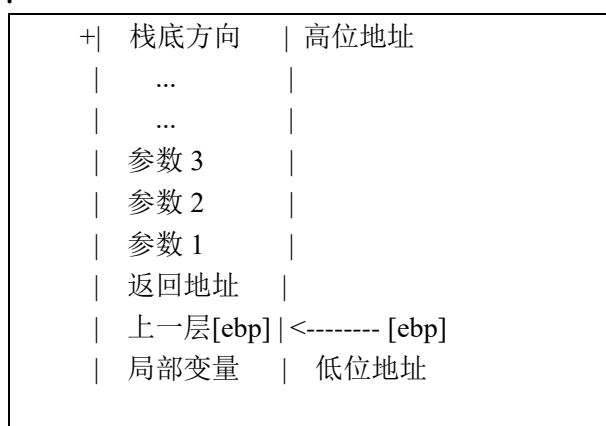 +| 栈底方向 | 高位地址
| ... |
| ... |
| 参数 3 |
| 参数 2 |
| 参数 1 |
| 返回地址 |
| 上一层[ebp] | <-------- [ebp]
| 局部变量 | 低位地址